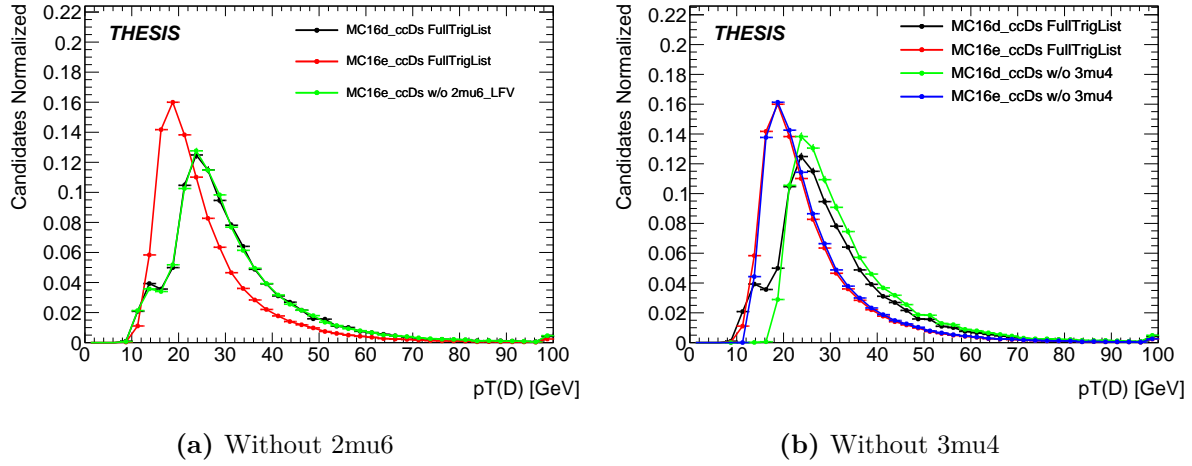 Candidates Normalized
0.22
0.2
0.18
0.16
0.14
0.12
0.1
0.08
0.06
0.04
0.02
0
THESIS
MC16d_ccDs FullTrigList
MC16e_ccDs FullTrigList
MC16e_ccDs w/o 2mu6_LFV
0 10 20 30 40 50 60 70 80 90 100
pT(D) [GeV]
(a) Without 2mu6
Candidates Normalized
0.22
0.2
0.18
0.16
0.14
0.12
0.1
0.08
0.06
0.04
0.02
0
THESIS
MC16d_ccDs FullTrigList
MC16e_ccDs FullTrigList
MC16d_ccDs w/o 3mu4
MC16e_ccDs w/o 3mu4
0 10 20 30 40 50 60 70 80 90 100
pT(D) [GeV]
(b) Without 3mu4